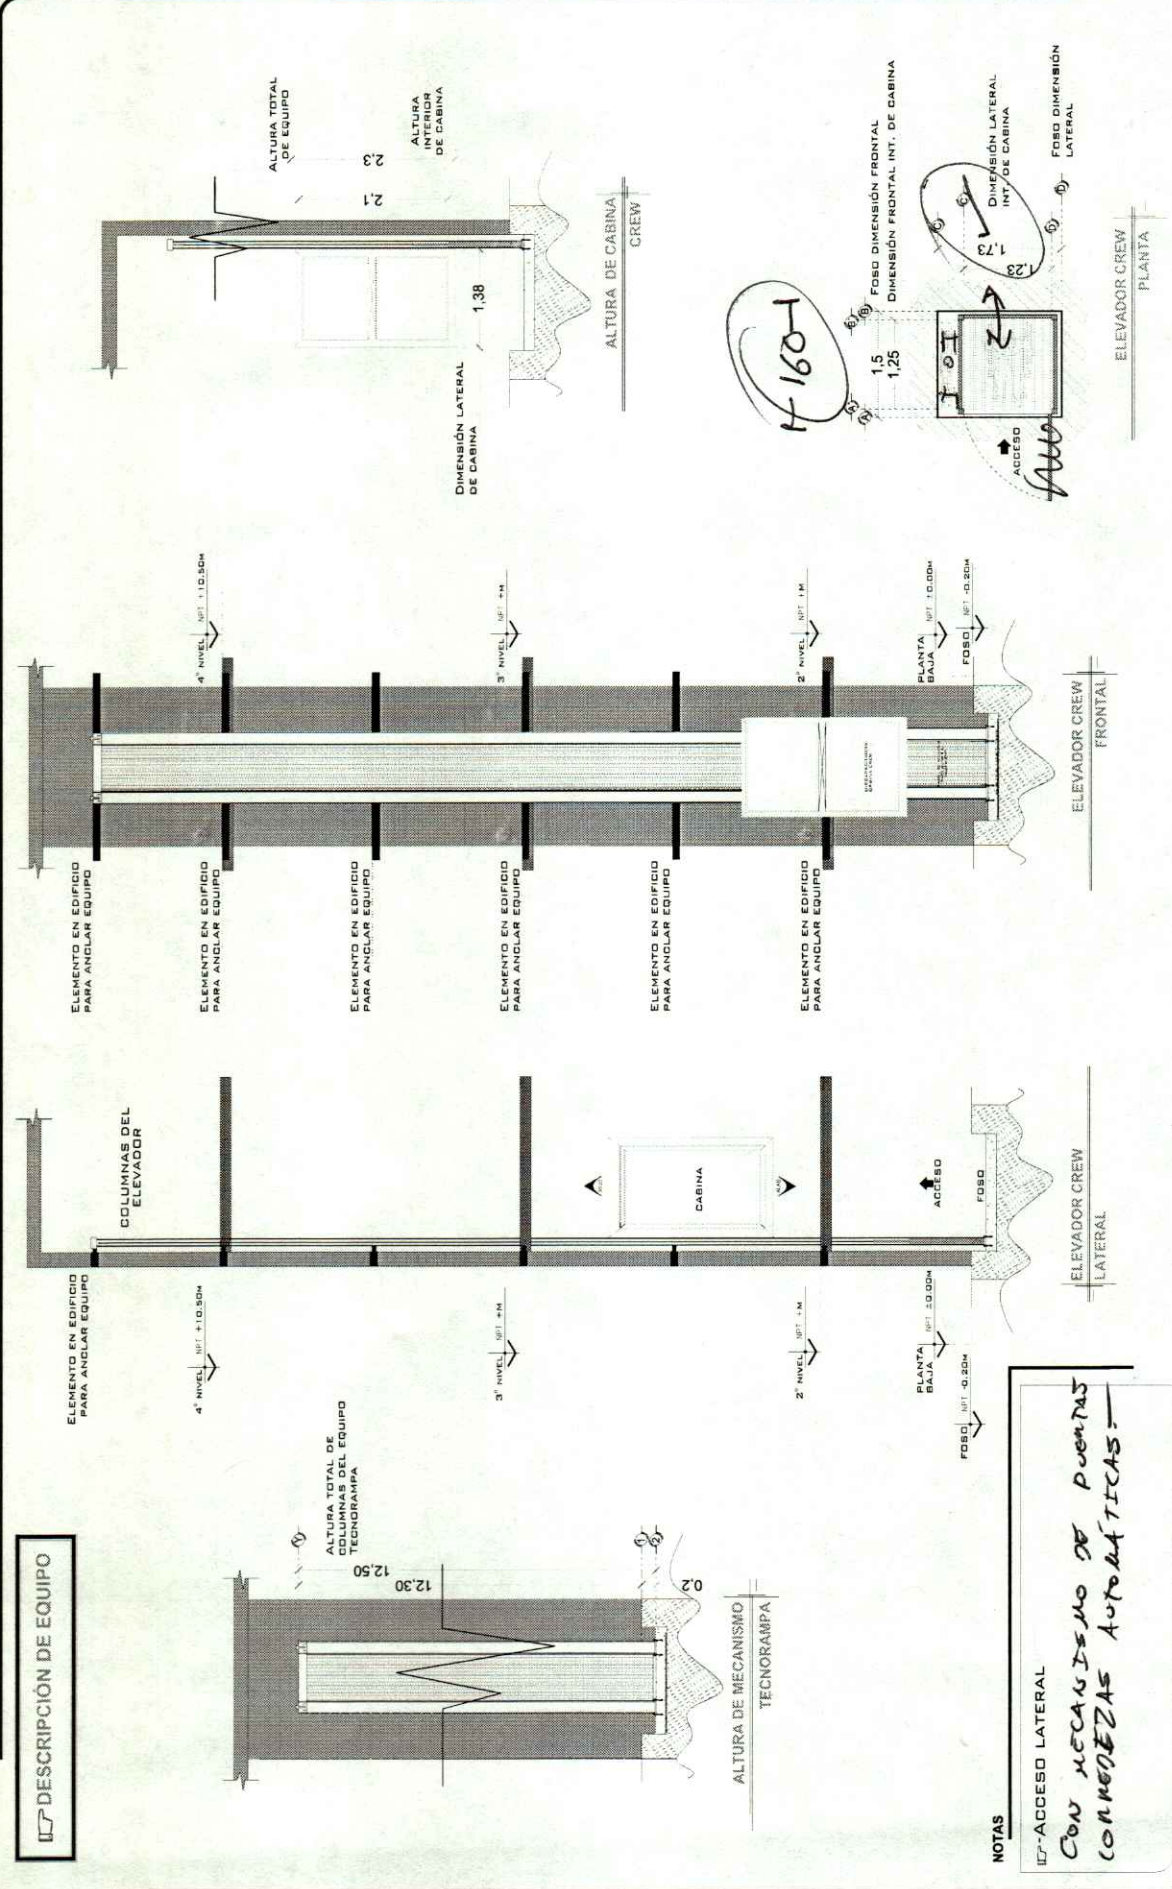 DESCRIPCIÓN DE EQUIPO
ALTURA TOTAL DE
COLUMNAS DEL EQUIPO
TECNORAMPA
12,50
12,30
0,2
Y
1
2
ALTURA DE MECANISMO
TECNORAMPA
ELEMENTO EN EDIFICIO
PARA ANCLAR EQUIPO
COLUMNAS DEL
ELEVADOR
4° NIVEL NPT +10.50M
3° NIVEL NPT +M
2° NIVEL NPT +M
CABINA
ACCESO
PLANTA
BAJA NPT ±0.00M
FOSO NPT -0.20M
FOSO
ELEVADOR CREW
LATERAL
ELEMENTO EN EDIFICIO
PARA ANCLAR EQUIPO
ELEMENTO EN EDIFICIO
PARA ANCLAR EQUIPO
ELEMENTO EN EDIFICIO
PARA ANCLAR EQUIPO
ELEMENTO EN EDIFICIO
PARA ANCLAR EQUIPO
ELEMENTO EN EDIFICIO
PARA ANCLAR EQUIPO
ELEMENTO EN EDIFICIO
PARA ANCLAR EQUIPO
4° NIVEL NPT +10.50M
3° NIVEL NPT +M
2° NIVEL NPT +M
PLANTA
BAJA NPT ±0.00M
FOSO NPT -0.20M
ELEVADOR CREW
FRONTAL
ALTURA TOTAL
DE EQUIPO
2,3
2,1
ALTURA
INTERIOR
DE CABINA
1,38
DIMENSIÓN LATERAL
DE CABINA
ALTURA DE CABINA
CREW
160
A
B
A
B
1,5
1,25
FOSO DIMENSIÓN FRONTAL
DIMENSIÓN FRONTAL INT. DE CABINA
C
C
1,73
1,23
DIMENSIÓN LATERAL
INT. DE CABINA
D
D
FOSO DIMENSIÓN
LATERAL
ACCESO
ELEVADOR CREW
PLANTA
NOTAS
-ACCESO LATERAL
CON MECANISMO DE PUERTAS
CORREDIZAS AUTOMÁTICAS.